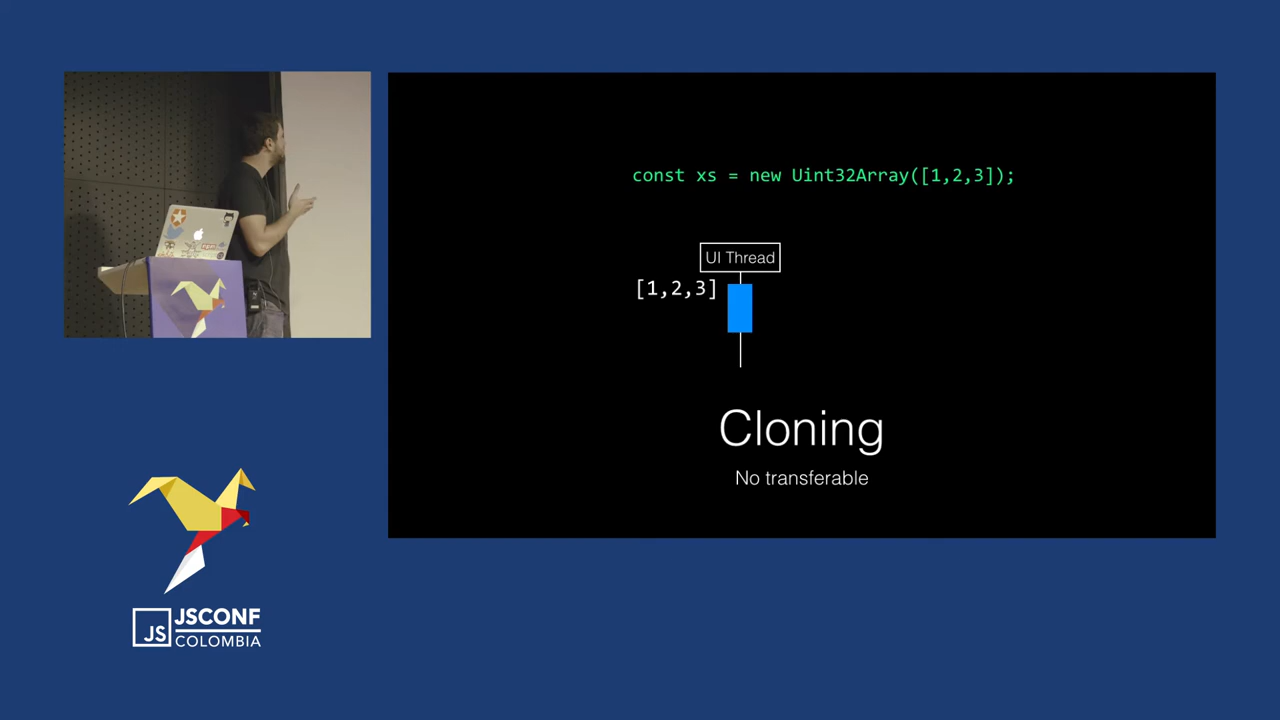 const xs = new Uint32Array([1,2,3]);
UI Thread
[1,2,3]
Cloning
No transferable
JS
JSCONF
COLOMBIA